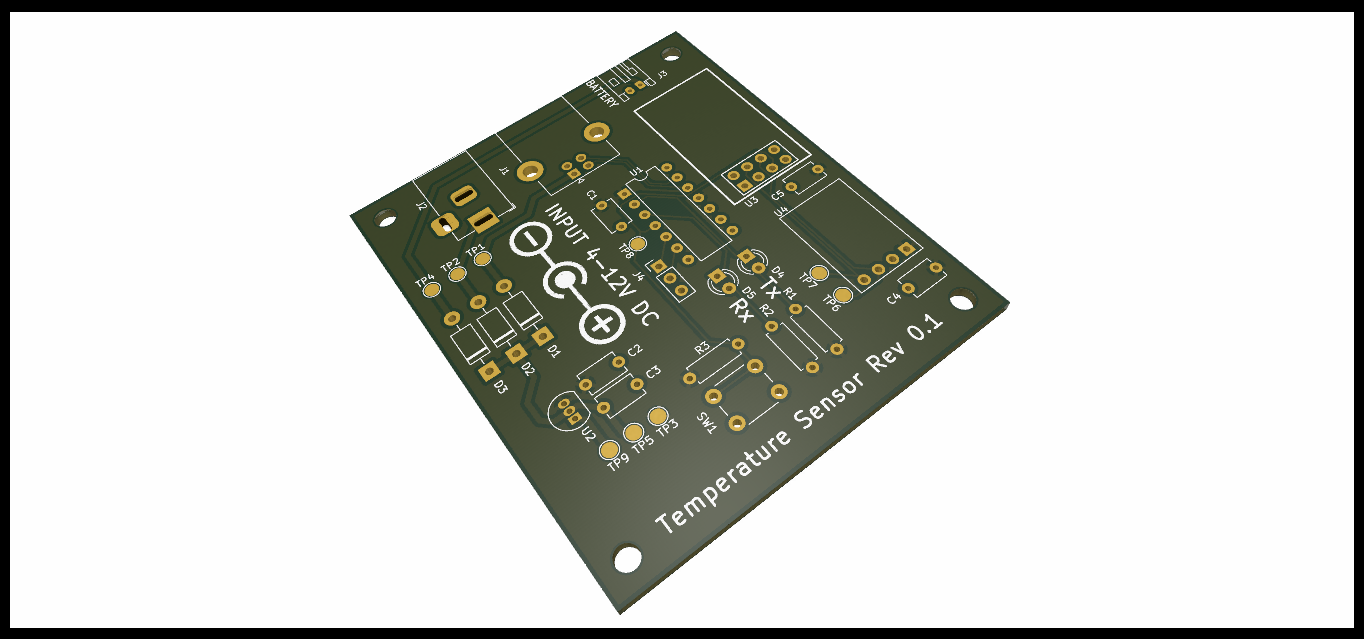 BATTERY
J3
J1
J2
U1
U3
C5
U4
C1
TP8
J4
INPUT 4-12V DC
TP1
TP2
TP4
D4
Tx
D5
Rx
R1
R2
TP7
TP6
C4
D1
D2
D3
C2
C3
R3
SW1
U2
TP3
TP5
TP9
Temperature Sensor Rev 0.1